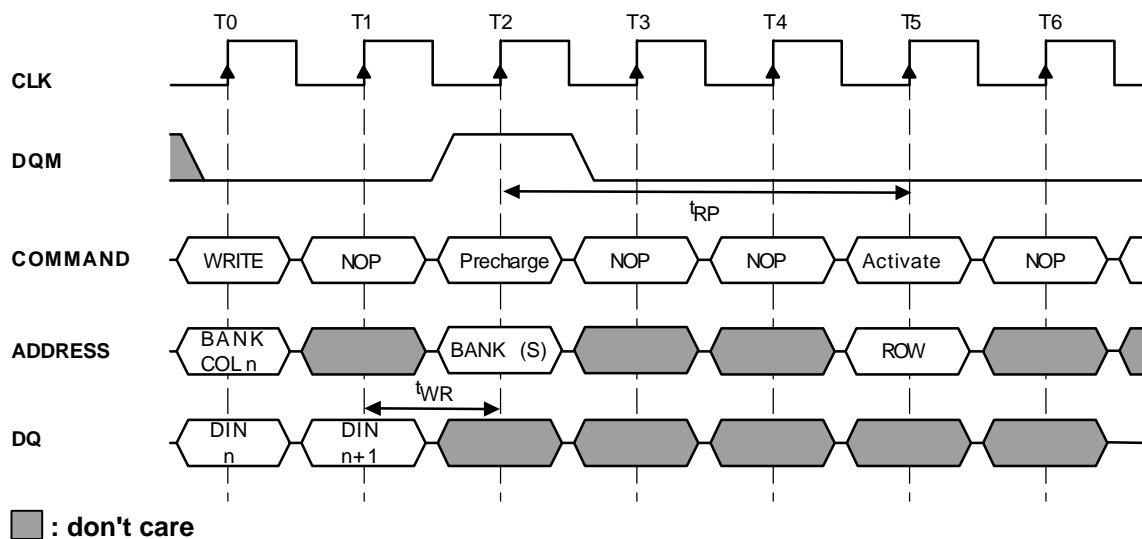 T0 T1 T2 T3 T4 T5 T6
CLK
DQM
tRP
COMMAND WRITE NOP Precharge NOP NOP Activate NOP
ADDRESS BANK COL n BANK (S) ROW
tWR
DQ DIN n DIN n+1
: don't care